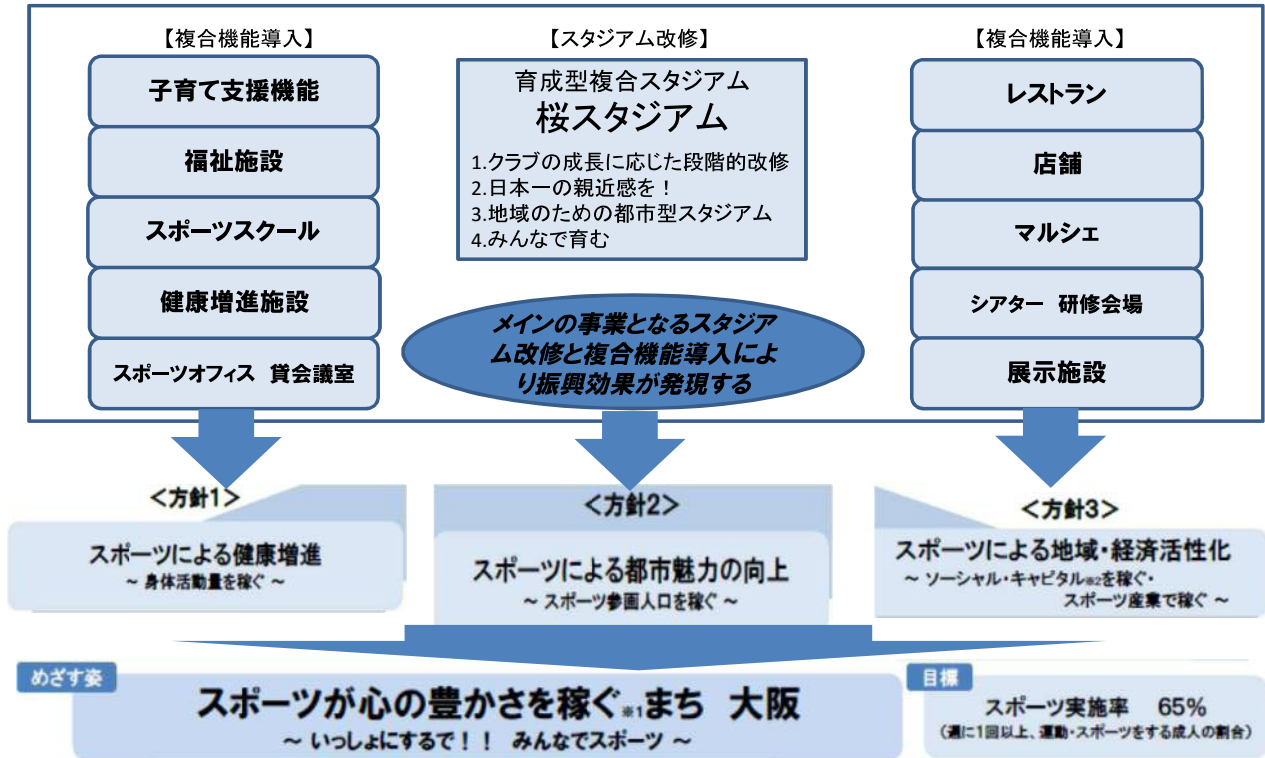 【複合機能導入】
子育て支援機能
福祉施設
スポーツスクール
健康増進施設
スポーツオフィス 貸会議室
【スタジアム改修】
育成型複合スタジアム
桜スタジアム
1.クラブの成長に応じた段階的改修
2.日本一の親近感を！
3.地域のための都市型スタジアム
4.みんなで育む
メインの事業となるスタジア
ム改修と複合機能導入によ
り振興効果が発現する
【複合機能導入】
レストラン
店舗
マルシェ
シアター 研修会場
展示施設
＜方針1＞
スポーツによる健康増進
～ 身体活動量を稼ぐ ～
＜方針2＞
スポーツによる都市魅力の向上
～ スポーツ参画人口を稼ぐ ～
＜方針3＞
スポーツによる地域・経済活性化
～ ソーシャル・キャピタル※2を稼ぐ・
スポーツ産業で稼ぐ ～
めざす姿
スポーツが心の豊かさを稼ぐ※1まち 大阪
～ いっしょにするで！！ みんなでスポーツ ～
目標
スポーツ実施率 65%
（週に1回以上、運動・スポーツをする成人の割合）